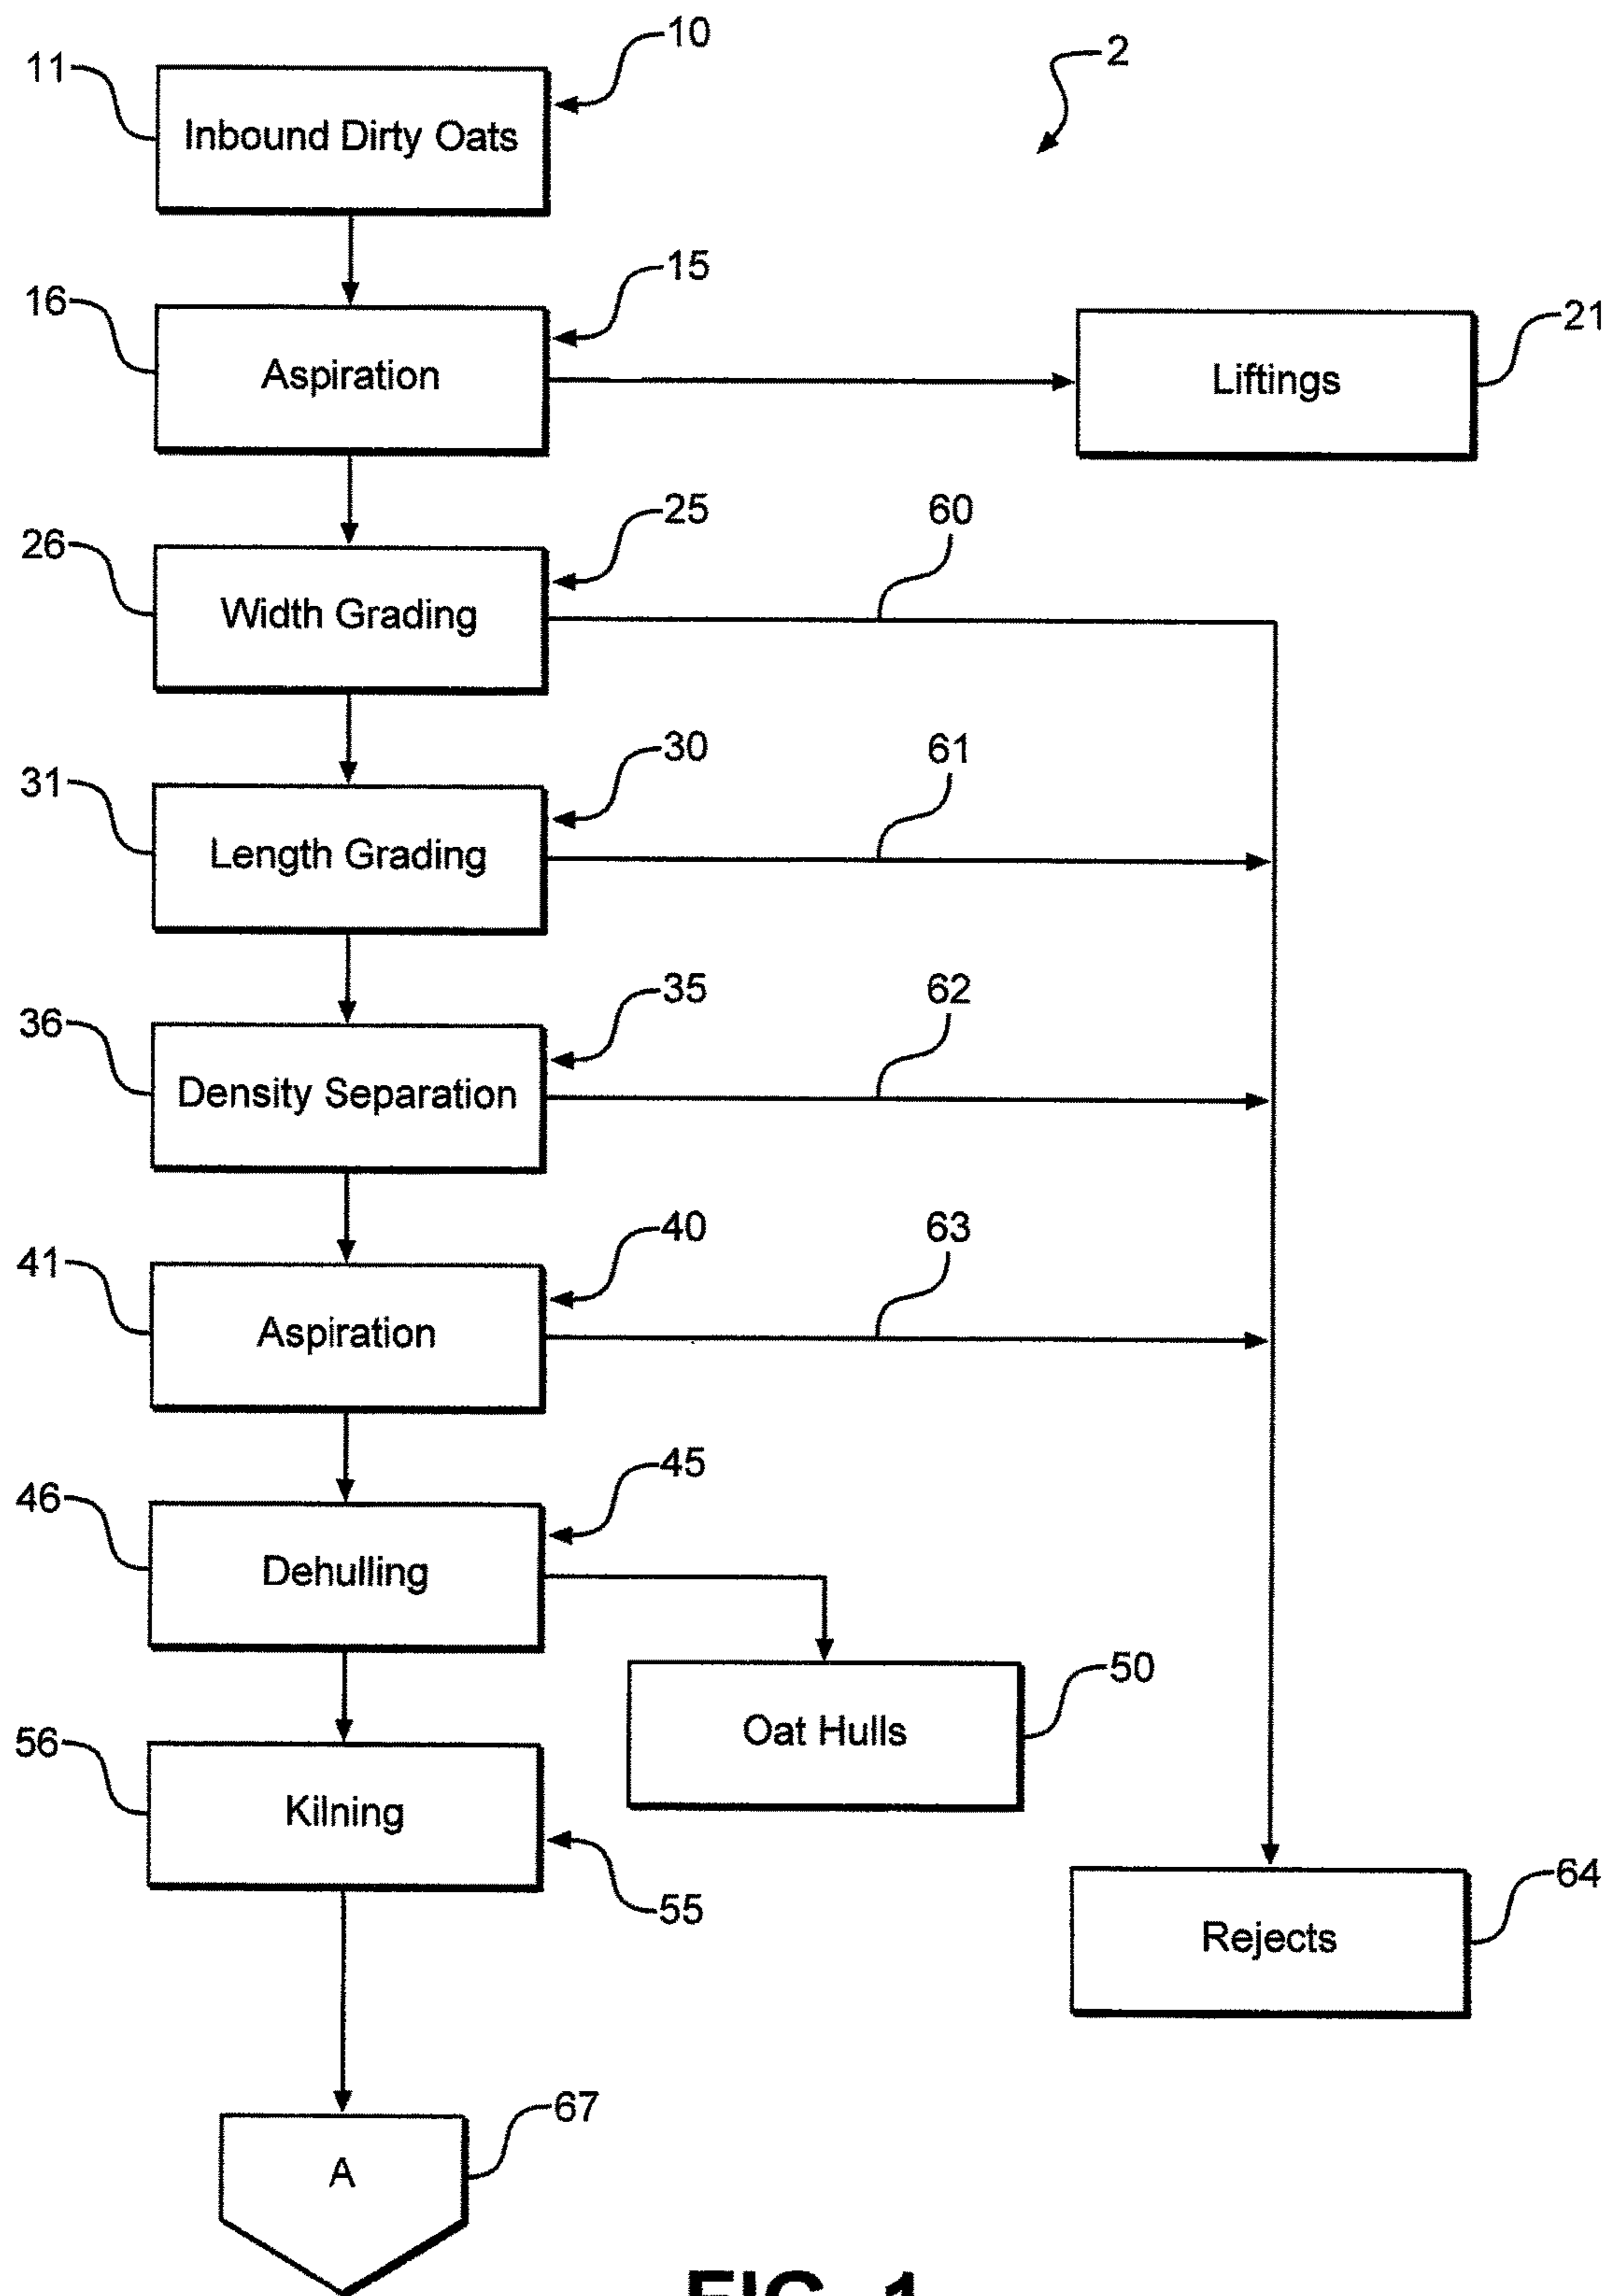 10
2
11
Inbound Dirty Oats
15
16
Aspiration
21
Liftings
25
60
26
Width Grading
30
61
31
Length Grading
35
62
36
Density Separation
40
63
41
Aspiration
45
46
Dehulling
50
Oat Hulls
56
Kilning
55
64
Rejects
67
A
FIG. 1